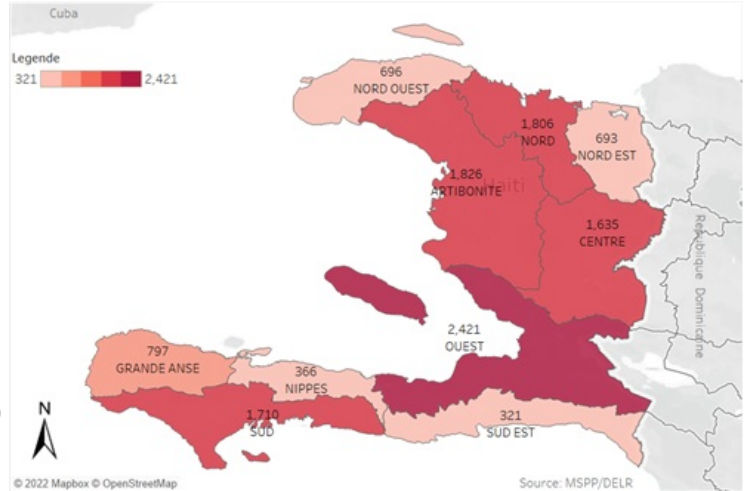 Cuba
Legende
321 2,421
696
NORD OUEST
1,806
NORD
693
NORD EST
1,826
ARTIBONITE
Haiti
1,635
CENTRE
République Dominicaine
2,421
OUEST
797
GRANDE ANSE
366
NIPPES
1,710
SUD
321
SUD EST
N
© 2022 Mapbox © OpenStreetMap
Source: MSPP/DELR